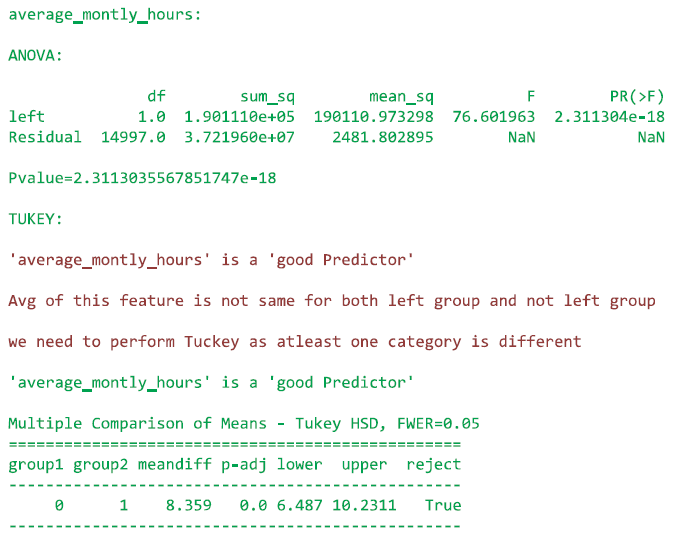 average_montly_hours:
ANOVA:
df sum_sq mean_sq F PR(>F)
left 1.0 1.901110e+05 190110.973298 76.601963 2.311304e-18
Residual 14997.0 3.721960e+07 2481.802895 NaN NaN
Pvalue=2.3113035567851747e-18
TUKEY:
'average_montly_hours' is a 'good Predictor'
Avg of this feature is not same for both left group and not left group
we need to perform Tuckey as atleast one category is different
'average_montly_hours' is a 'good Predictor'
Multiple Comparison of Means - Tukey HSD, FWER=0.05
==================================================
group1 group2 meandiff p-adj lower upper reject
--------------------------------------------------
0 1 8.359 0.0 6.487 10.2311 True
--------------------------------------------------